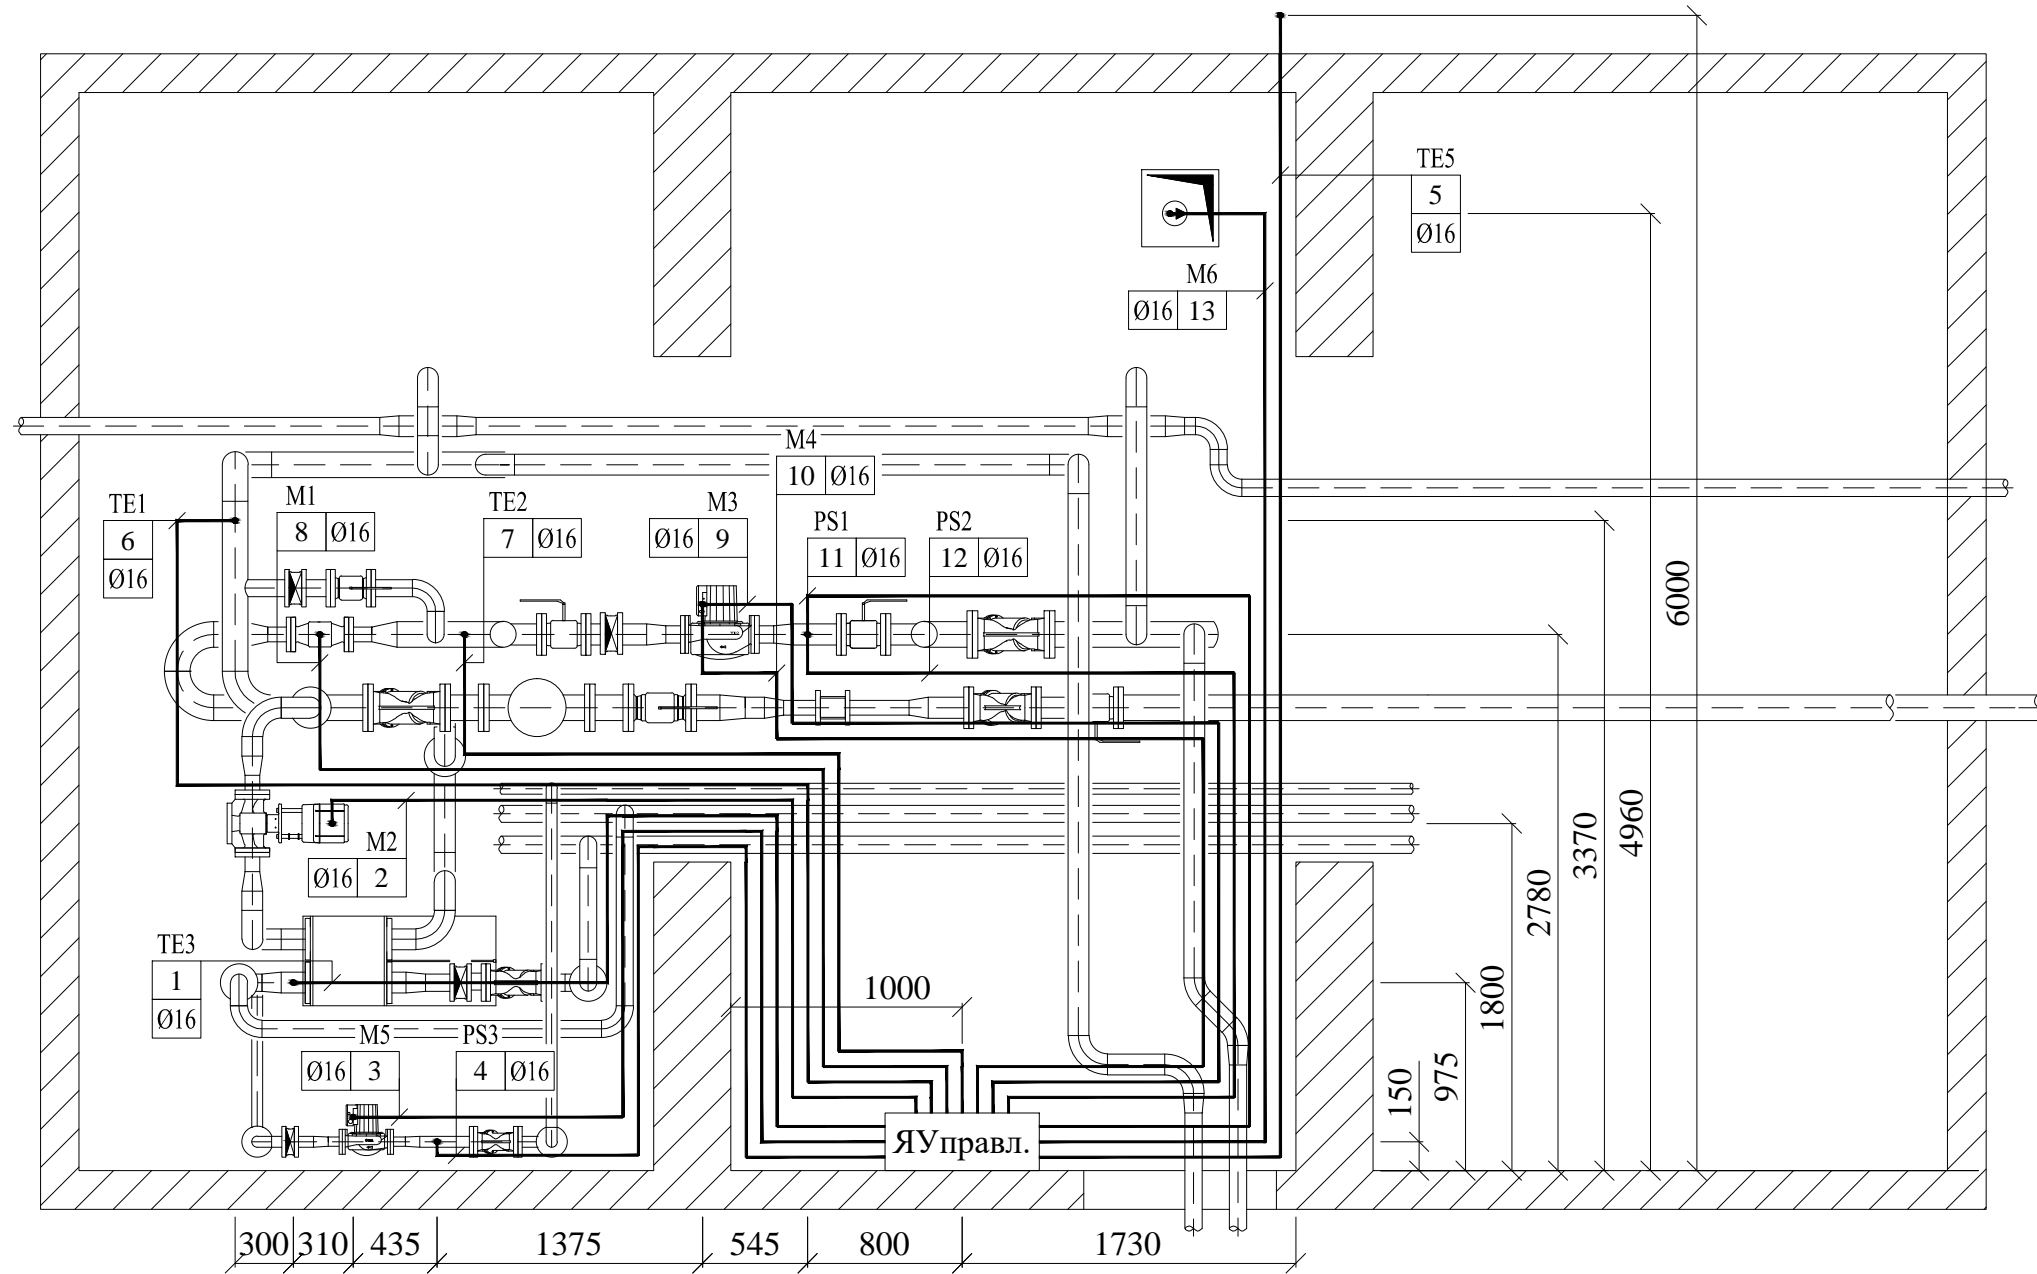 TE5
5
Ø16
M6
Ø16 13
6000
4960
3370
2780
1800
975
150
M4
10 Ø16
TE1
6
Ø16
M1
8 Ø16
TE2
7 Ø16
M3
Ø16 9
PS1
11 Ø16
PS2
12 Ø16
M2
Ø16 2
TE3
1
Ø16
M5
Ø16 3
PS3
4 Ø16
1000
ЯУправл.
300 310 435 1375 545 800 1730